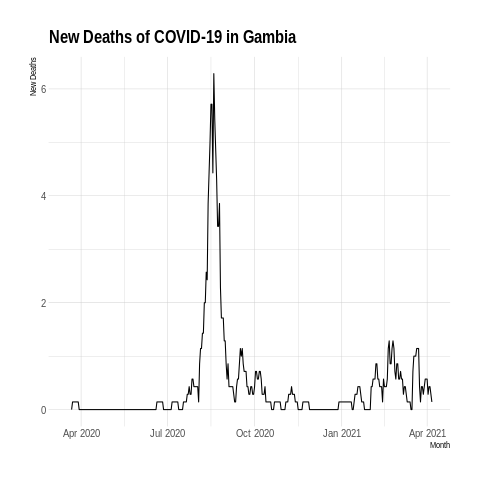 New Deaths of COVID-19 in Gambia
New Deaths
6
4
2
0
Apr 2020 Jul 2020 Oct 2020 Jan 2021 Apr 2021
Month